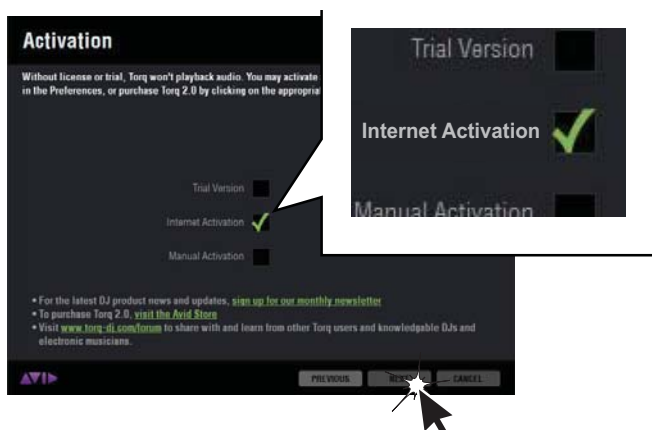 Activation
Without license or trial, Torq won't playback audio. You may activate
in the Preferences, or purchase Torq 2.0 by clicking on the
Trial Version
Internet Activation
Manual Activation
• For the latest DJ product news and updates, sign up for our monthly newsletter
• To purchase Torq 2.0, visit the Avid Store
• Visit www.torq-dj.com/forum to share with and learn from other Torq users and knowledgable DJs and
electronic musicians.
AVID
PREVIOUS
CANCEL
Trial Version
Internet Activation
Manual Activation